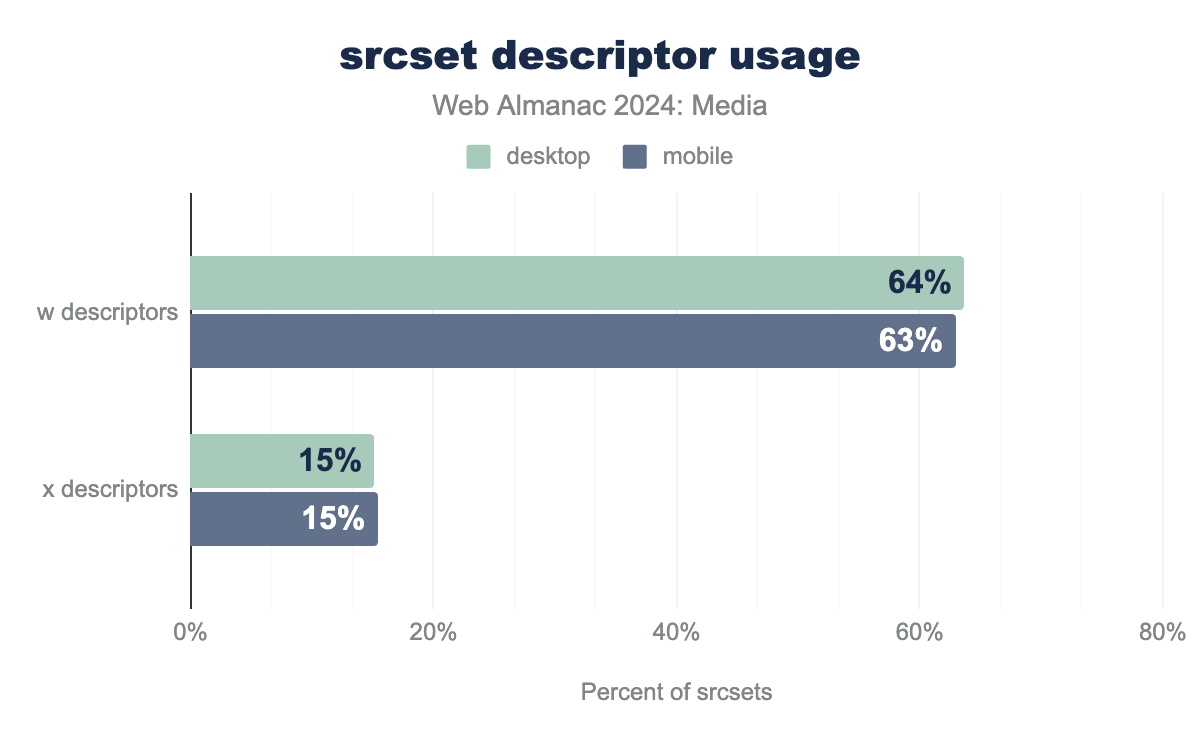 srcset descriptor usage
Web Almanac 2024: Media
desktop mobile
w descriptors
64%
63%
x descriptors
15%
15%
0% 20% 40% 60% 80%
Percent of srcsets